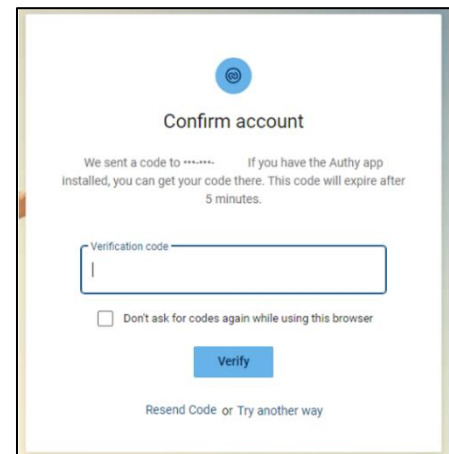 Confirm account
We sent a code to •••-•••- If you have the Authy app
installed, you can get your code there. This code will expire after
5 minutes.
Verification code
Don't ask for codes again while using this browser
Verify
Resend Code or Try another way